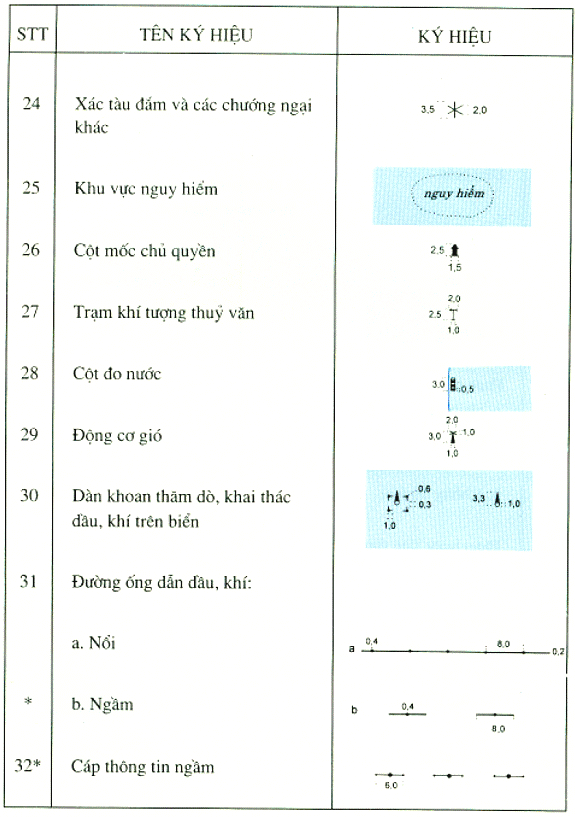 STT TÊN KÝ HIỆU KÝ HIỆU
24 Xác tàu đắm và các chướng ngại 3,5 2,0
khác
25 Khu vực nguy hiểm nguy hiểm
26 Cột mốc chủ quyền 2,5
1,5
2,0
27 Trạm khí tượng thuỷ văn 2,5
1,0
28 Cột đo nước 3,0 0,5
2,0
29 Động cơ gió 3,0 1,0
1,0
30 Dàn khoan thăm dò, khai thác 0,6 0,3 3,3 1,0
dầu, khí trên biển 1,0
31 Đường ống dẫn dầu, khí:
a. Nổi a 0,4 8,0 0,2
* b. Ngầm b 0,4
8,0
32* Cáp thông tin ngầm
6,0